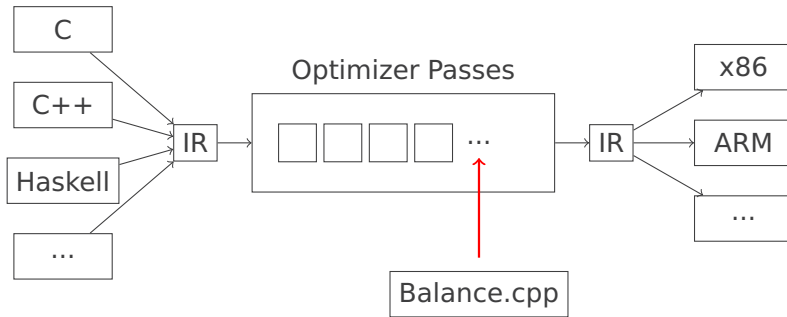 C
C++
Haskell
...
IR
Optimizer Passes
...
Balance.cpp
IR
x86
ARM
...